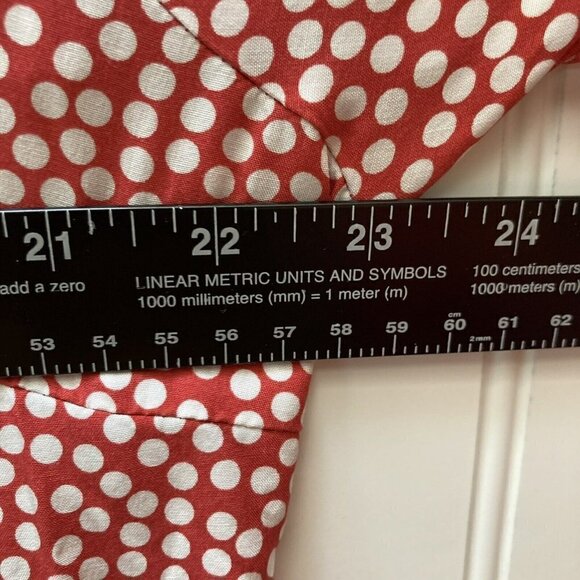 21 22 23 24
add a zero
LINEAR METRIC UNITS AND SYMBOLS
1000 millimeters (mm) = 1 meter (m)
100 centimeters
1000 meters (m)
cm
53 54 55 56 57 58 59 60 61 62
2mm